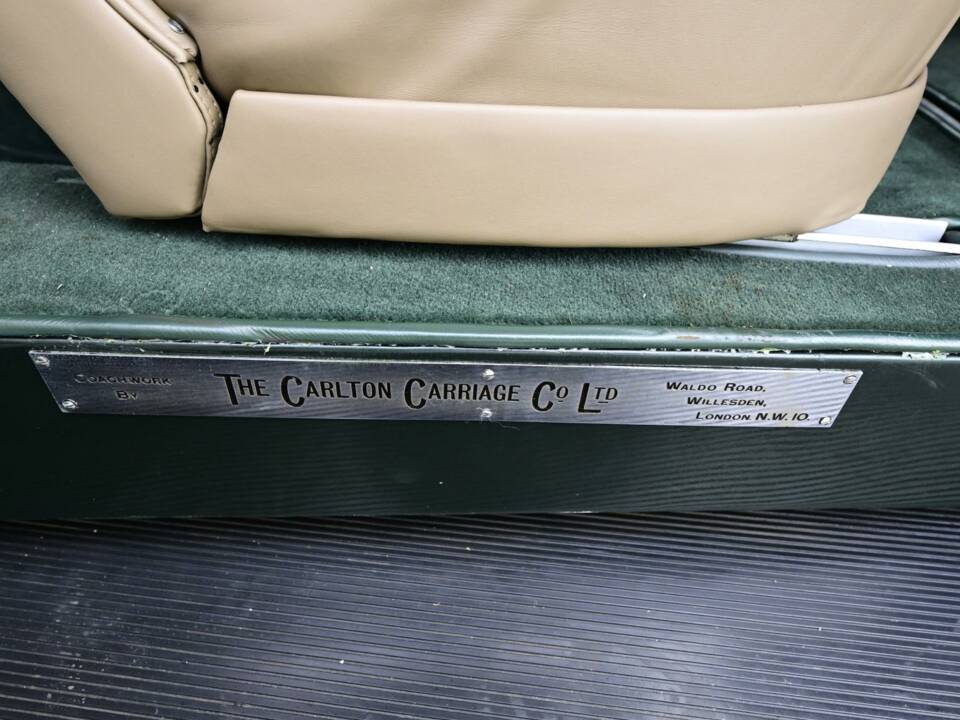 Coachwork
By
The Carlton Carriage Co Ltd
Waldo Road,
Willesden,
London. N.W. 10.